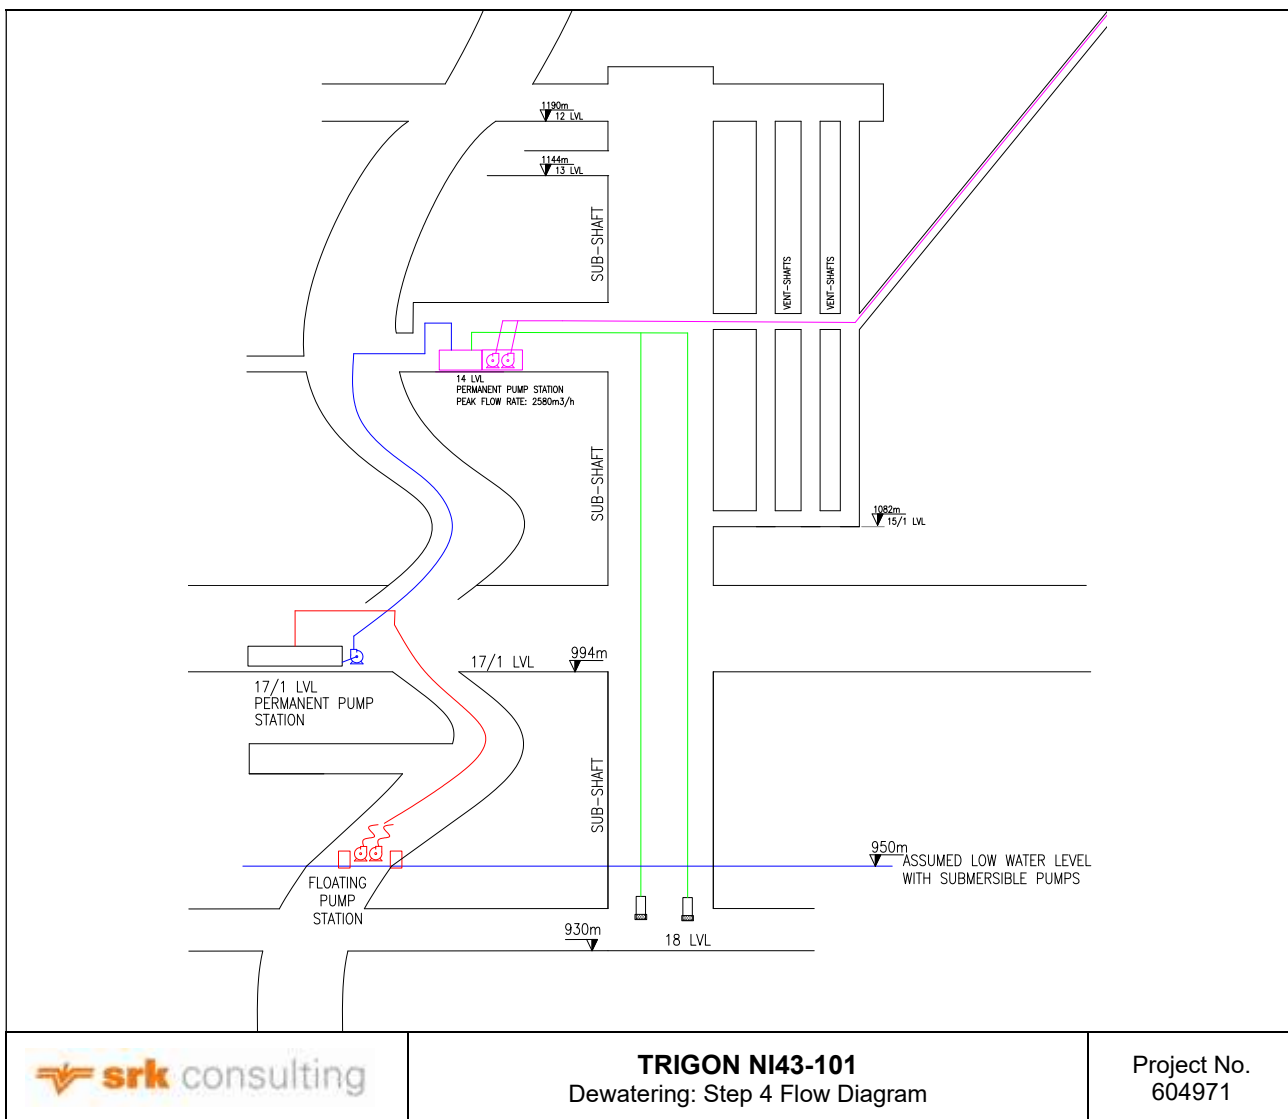 1190m
12 LVL
1144m
13 LVL
SUB-SHAFT
VENT-SHAFTS
VENT-SHAFTS
14 LVL
PERMANENT PUMP STATION
PEAK FLOW RATE: 2580m3/h
SUB-SHAFT
1082m
15/1 LVL
994m
17/1 LVL
17/1 LVL
PERMANENT PUMP
STATION
SUB-SHAFT
950m
ASSUMED LOW WATER LEVEL
WITH SUBMERSIBLE PUMPS
FLOATING
PUMP
STATION
930m
18 LVL
srk consulting
TRIGON NI43-101
Dewatering: Step 4 Flow Diagram
Project No.
604971